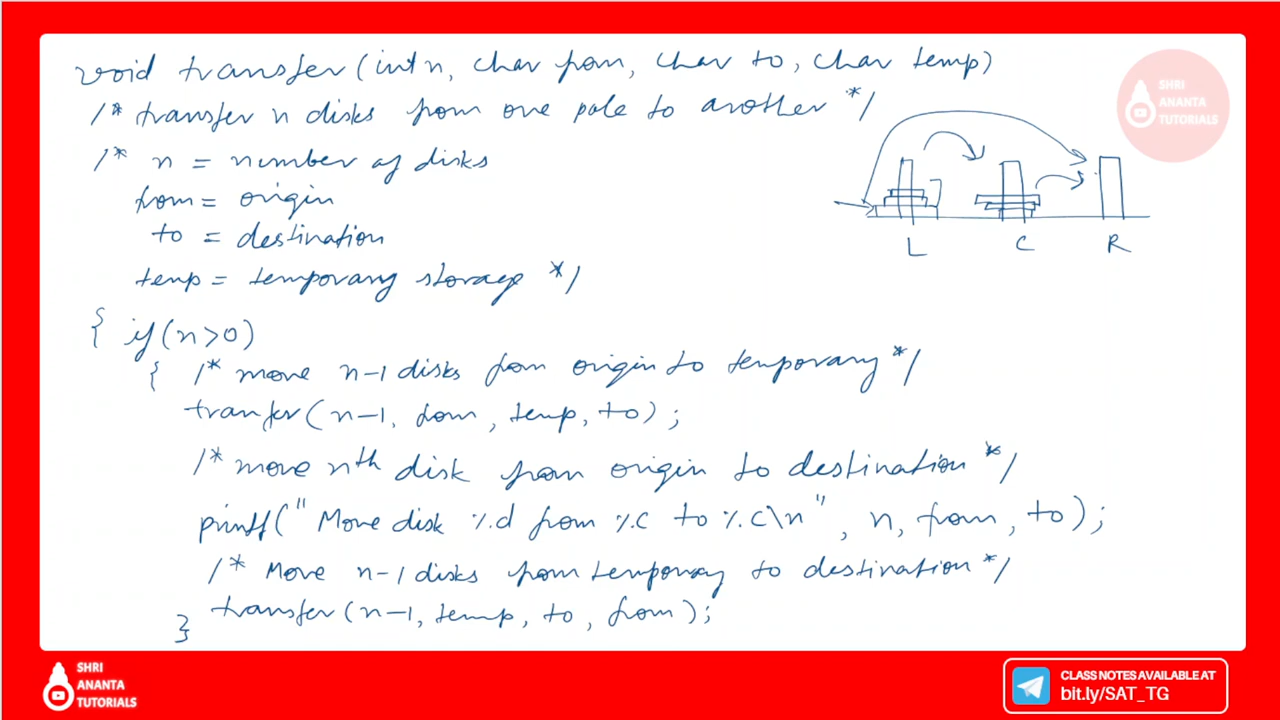 void transfer(int n, char from, char to, char temp)
/* transfer n disks from one pole to another */
/* n = number of disks
from = origin
to = destination
temp = temporary storage */
{ if(n>0)
{ /* move n-1 disks from origin to temporary */
tranfer(n-1, from, temp, to);
/* move nth disk from origin to destination */
printf("Move disk %d from %c to %c\n", n, from, to);
/* Move n-1 disks from temporary to destination */
transfer(n-1, temp, to, from);
}
L C R
SHRI
ANANTA
TUTORIALS
SHRI
ANANTA
TUTORIALS
CLASS NOTES AVAILABLE AT
bit.ly/SAT_TG